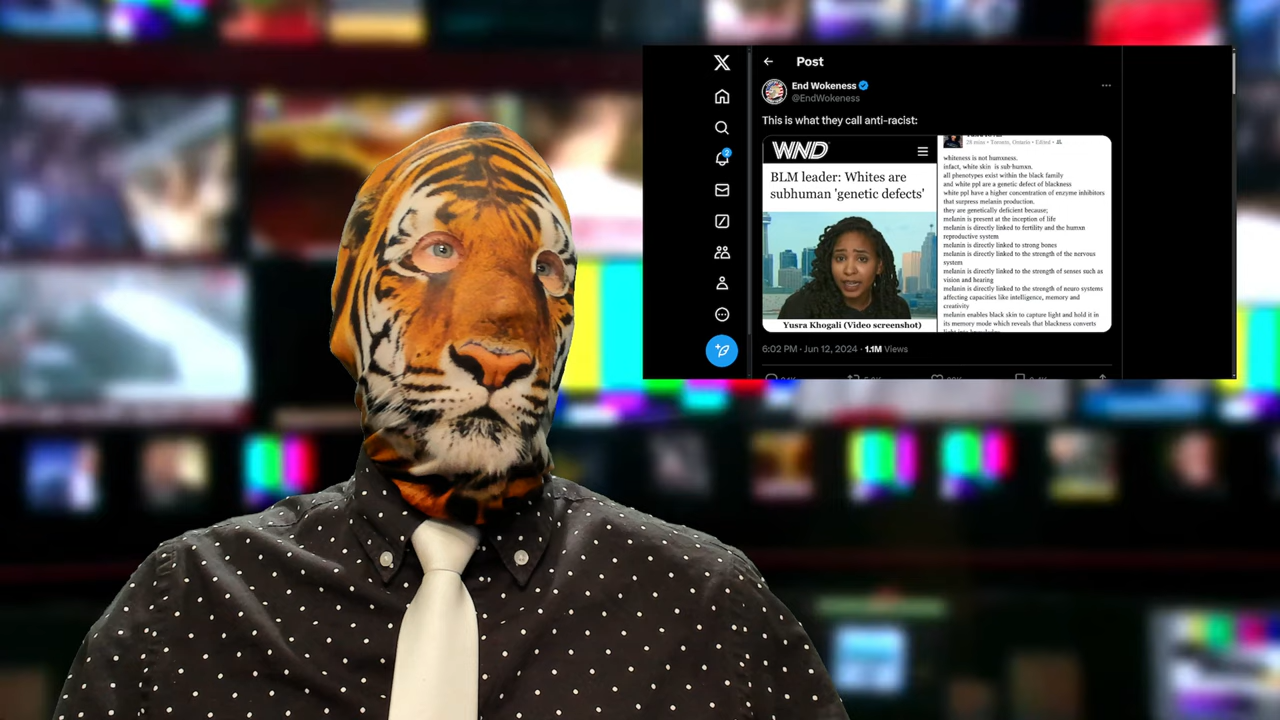 Post
End Wokeness
@EndWokeness
This is what they call anti-racist:
WND
BLM leader: Whites are
subhuman 'genetic defects'
Yusra Khogali (Video screenshot)
28 mins • Toronto, Ontario • Edited •
whiteness is not humxness.
infact, white skin is sub-humxn.
all phenotypes exist within the black family
and white ppl are a genetic defect of blackness
white ppl have a higher concentration of enzyme inhibitors
that surpress melanin production.
they are genetically deficient because;
melanin is present at the inception of life
melanin is directly linked to fertility and the humxn
reproductive system
melanin is directly linked to strong bones
melanin is directly linked to the strength of the nervous
system
melanin is directly linked to the strength of senses such as
vision and hearing
melanin is directly linked to the strength of neuro systems
affecting capacities like intelligence, memory and
creativity
melanin enables black skin to capture light and hold it in
its memory mode which reveals that blackness converts
6:02 PM · Jun 12, 2024 · 1.1M Views